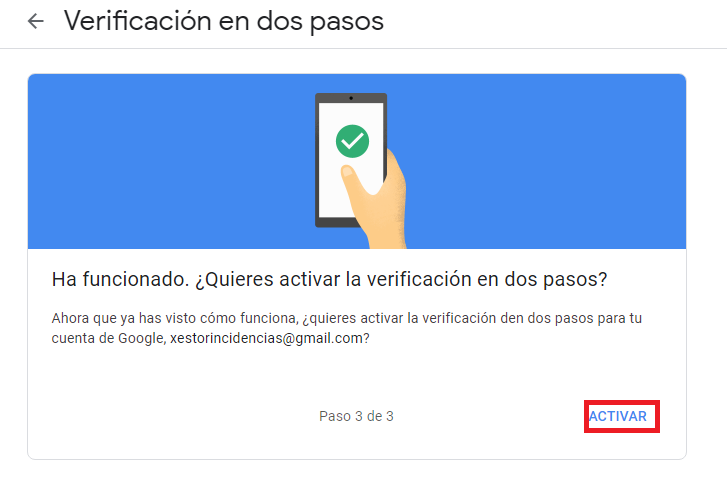 Verificación en dos pasos
Ha funcionado. ¿Quieres activar la verificación en dos pasos?
Ahora que ya has visto cómo funciona, ¿quieres activar la verificación den dos pasos para tu
cuenta de Google, xestorincidencias@gmail.com?
Paso 3 de 3
ACTIVAR